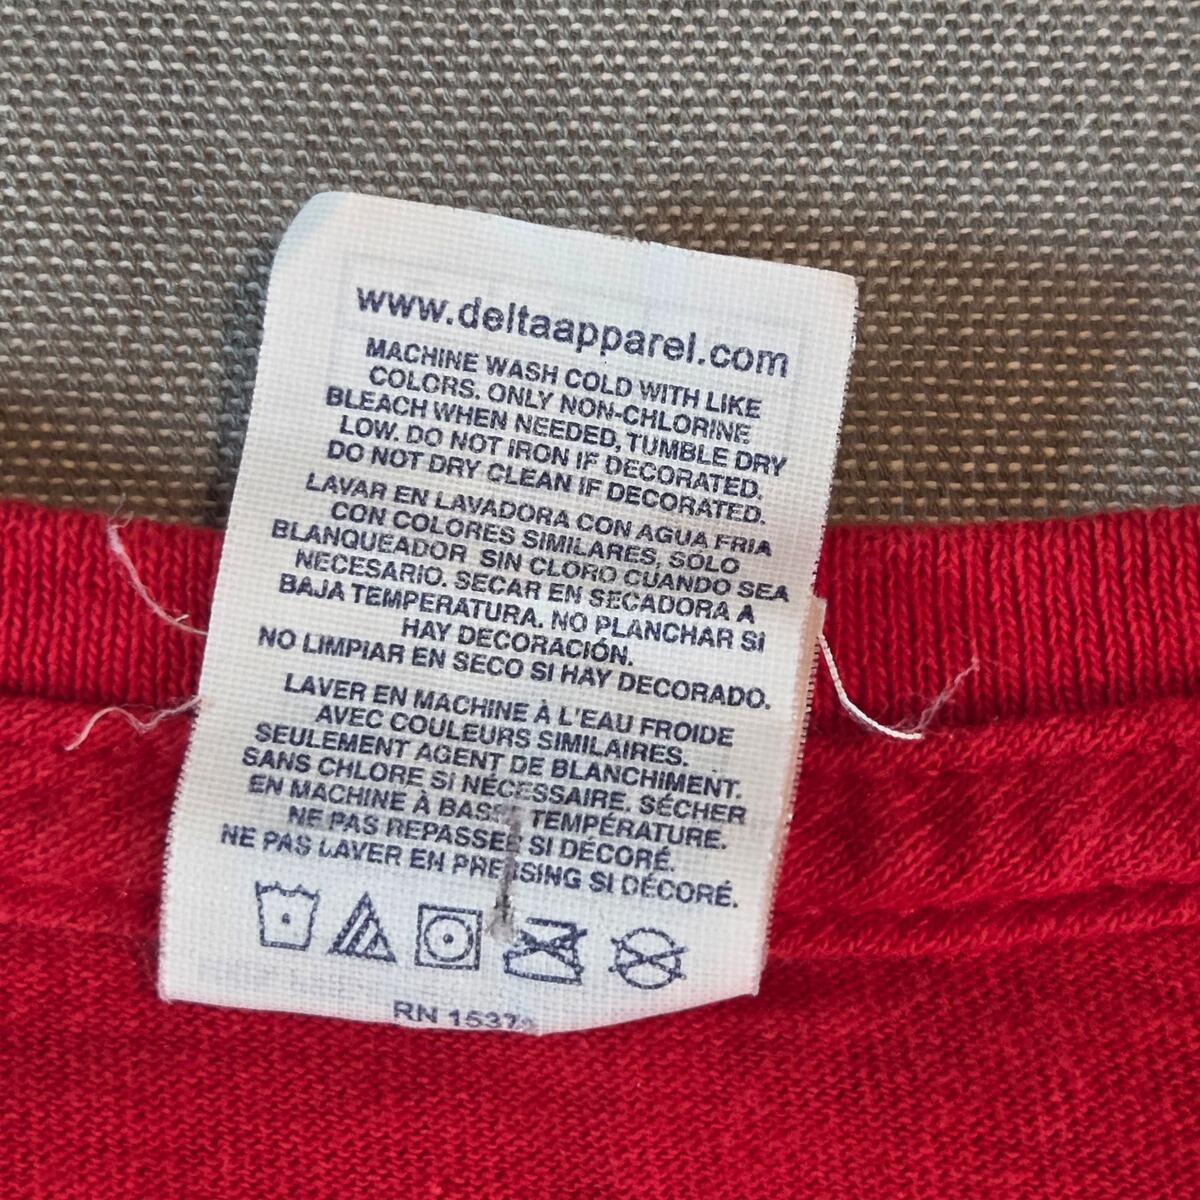 www.deltaapparel.com
MACHINE WASH COLD WITH LIKE
COLORS. ONLY NON-CHLORINE
BLEACH WHEN NEEDED, TUMBLE DRY
LOW. DO NOT IRON IF DECORATED.
DO NOT DRY CLEAN IF DECORATED.
LAVAR EN LAVADORA CON AGUA FRIA
CON COLORES SIMILARES, SOLO
BLANQUEADOR SIN CLORO CUANDO SEA
NECESARIO. SECAR EN SECADORA A
BAJA TEMPERATURA. NO PLANCHAR SI
HAY DECORACIÓN.
NO LIMPIAR EN SECO SI HAY DECORADO.
LAVER EN MACHINE À L'EAU FROIDE
AVEC COULEURS SIMILAIRES.
SEULEMENT AGENT DE BLANCHIMENT.
SANS CHLORE SI NÉCESSAIRE. SÉCHER
EN MACHINE À BASSE TEMPÉRATURE.
NE PAS REPASSER SI DÉCORÉ.
NE PAS LAVER EN PRESSING SI DÉCORÉ.
RN